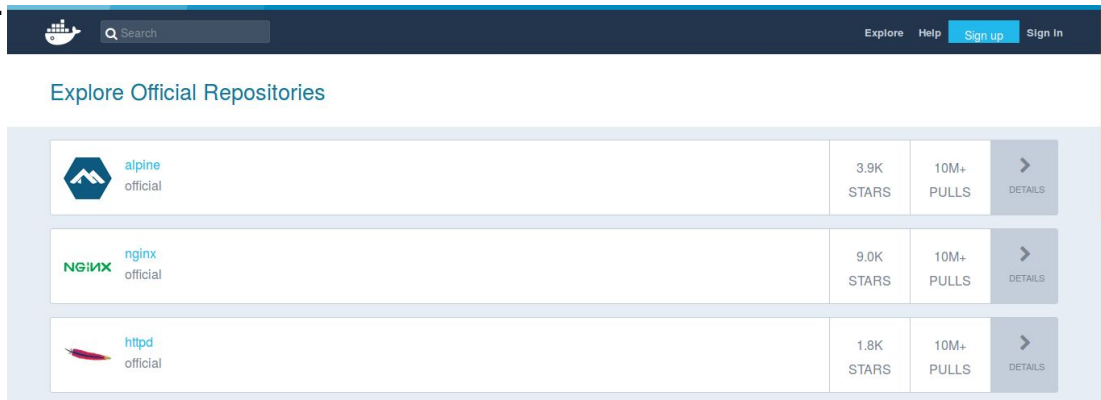 Search
Explore Help Sign up Sign In
Explore Official Repositories
alpine
official
3.9K
STARS
10M+
PULLS
DETAILS
NGINX
nginx
official
9.0K
STARS
10M+
PULLS
DETAILS
httpd
official
1.8K
STARS
10M+
PULLS
DETAILS